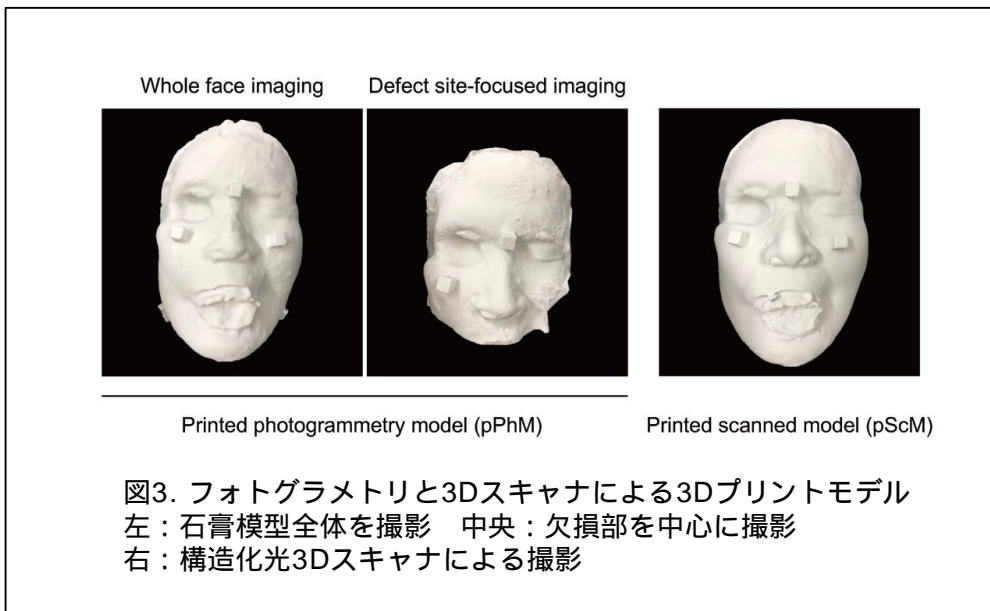 Whole face imaging
Defect site-focused imaging
Printed photogrammetry model (pPhM)
Printed scanned model (pScM)
図3. フォトグラメトリと3Dスキャナによる3Dプリントモデル
左：石膏模型全体を撮影　中央：欠損部を中心に撮影
右：構造化光3Dスキャナによる撮影